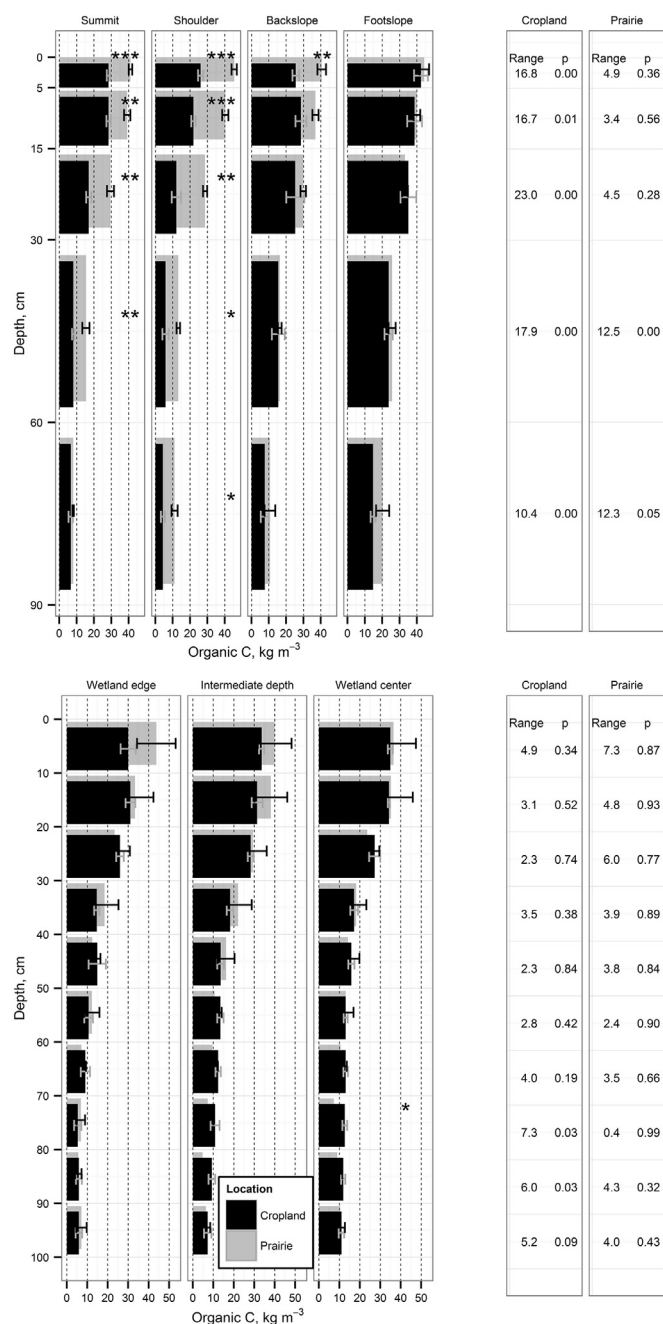 Summit Shoulder Backslope Footslope Cropland Prairie
Range p Range p
0 *** *** ** 16.8 0.00 4.9 0.36
5
** *** 16.7 0.01 3.4 0.56
15
** ** 23.0 0.00 4.5 0.28
30
** * 17.9 0.00 12.5 0.00
60
* 10.4 0.00 12.3 0.05
90
Depth, cm
0 10 20 30 40 0 10 20 30 40 0 10 20 30 40 0 10 20 30 40
Organic C, kg m⁻³
Wetland edge Intermediate depth Wetland center Cropland Prairie
Range p Range p
0
4.9 0.34 7.3 0.87
10
3.1 0.52 4.8 0.93
20
2.3 0.74 6.0 0.77
30
3.5 0.38 3.9 0.89
40
2.3 0.84 3.8 0.84
50
2.8 0.42 2.4 0.90
60
4.0 0.19 3.5 0.66
70
* 7.3 0.03 0.4 0.99
80
6.0 0.03 4.3 0.32
90
5.2 0.09 4.0 0.43
100
Depth, cm
Location
Cropland
Prairie
0 10 20 30 40 50 0 10 20 30 40 50 0 10 20 30 40 50
Organic C, kg m⁻³